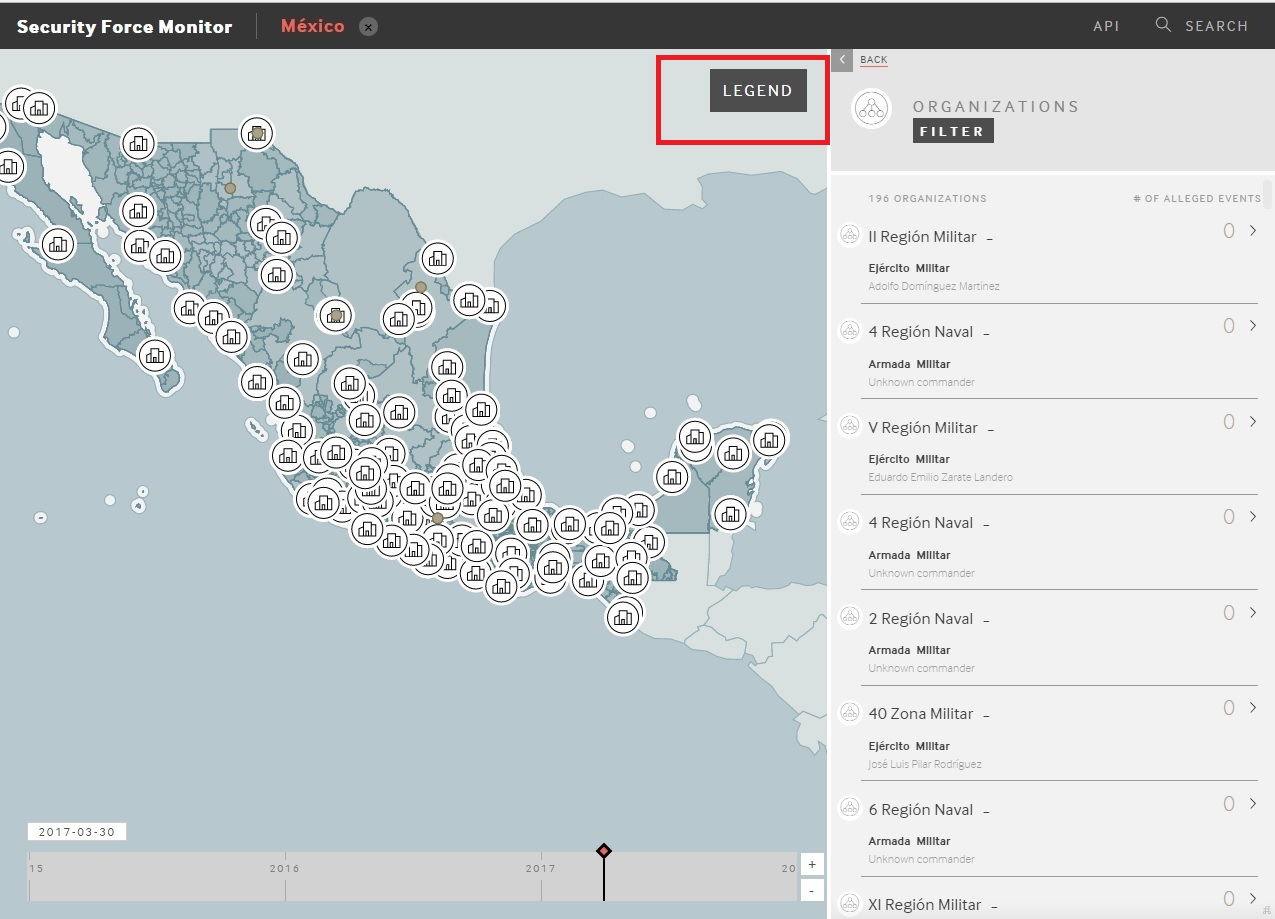 Security Force Monitor
México
API
SEARCH
LEGEND
BACK
ORGANIZATIONS
FILTER
196 ORGANIZATIONS
# OF ALLEGED EVENTS
II Región Militar –
0
Ejército Militar
Adolfo Domínguez Martínez
4 Región Naval –
0
Armada Militar
Unknown commander
V Región Militar –
0
Ejército Militar
Eduardo Emilio Zarate Landero
4 Región Naval –
0
Armada Militar
Unknown commander
2 Región Naval –
0
Armada Militar
Unknown commander
40 Zona Militar –
0
Ejército Militar
José Luis Pilar Rodríguez
6 Región Naval –
0
Armada Militar
Unknown commander
XI Región Militar –
0
2017-03-30
15
2016
2017
20
+
-